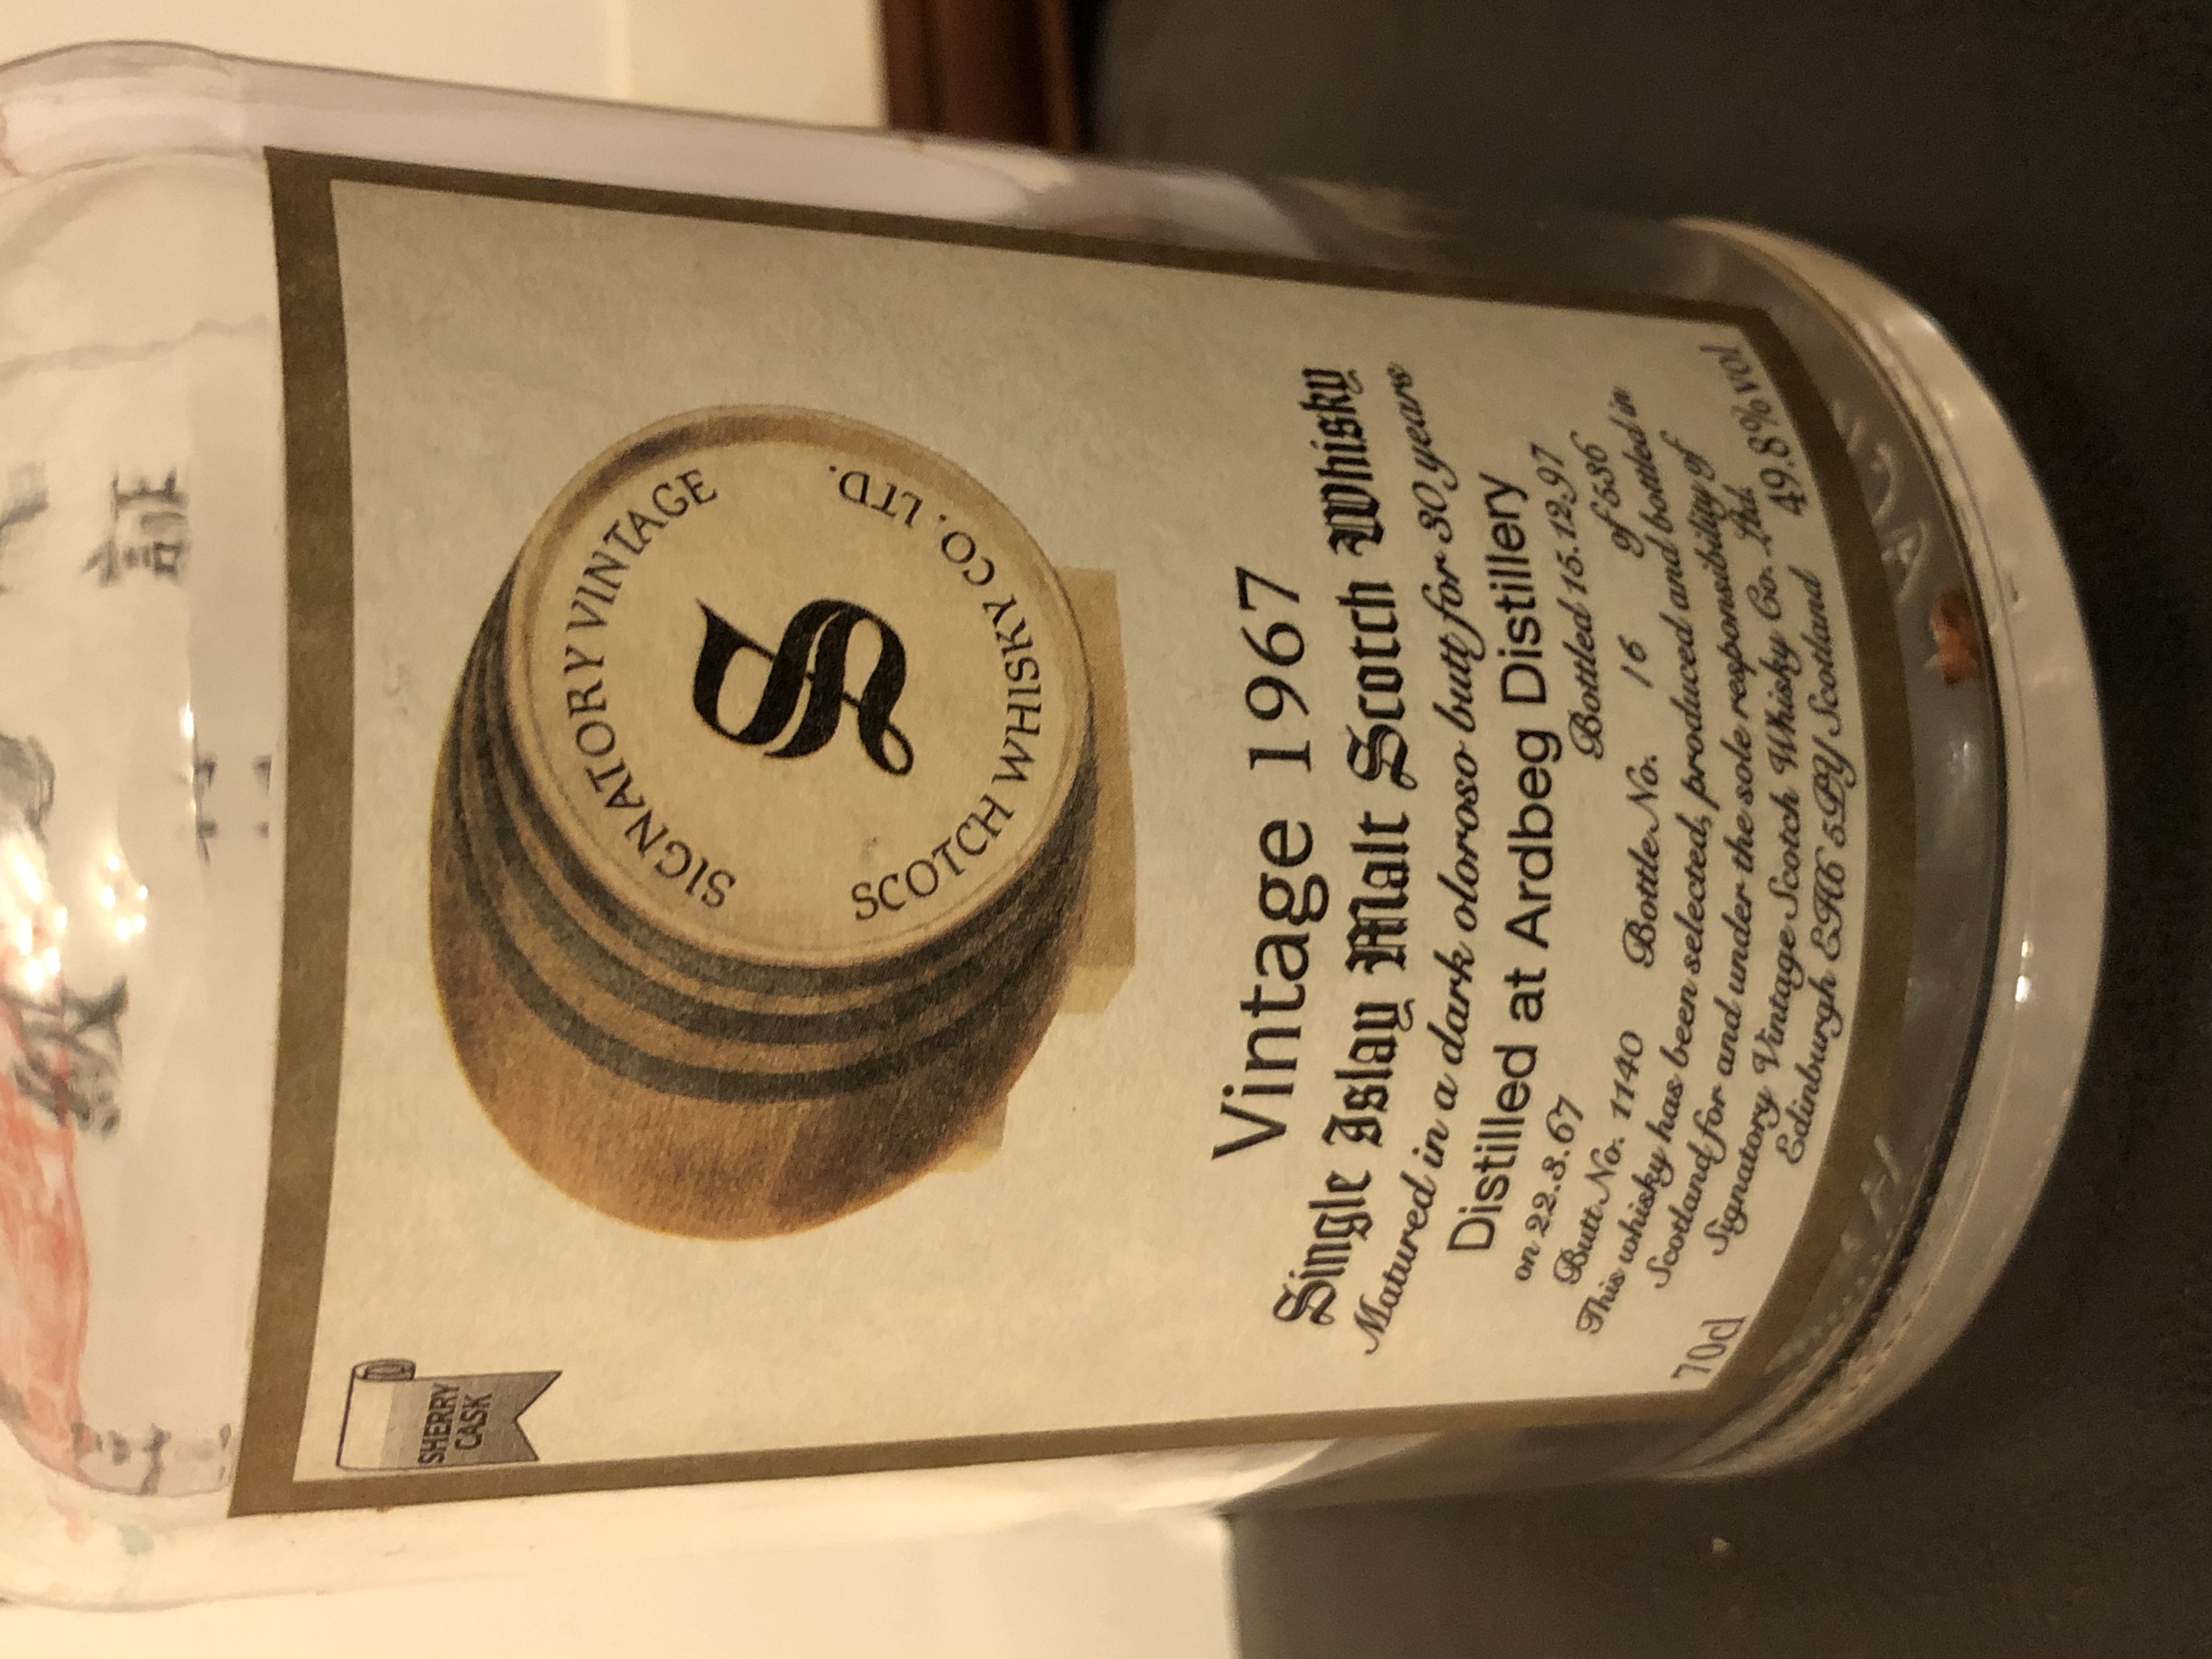 証
級
SHERRY
CASK
SIGNATORY VINTAGE
S
SCOTCH WHISKY CO. LTD.
Vintage 1967
Single Islay Malt Scotch Whisky
Matured in a dark oloroso butt for 30 years
Distilled at Ardbeg Distillery
on 22.3.67 Bottled 15.12.97
Butt No. 1140 Bottle No. 16 of 536
This whisky has been selected, produced and bottled in
Scotland for and under the sole responsibility of
Signatory Vintage Scotch Whisky Co. Ltd.
Edinburgh EH6 5PY Scotland
70cl 49.8%vol